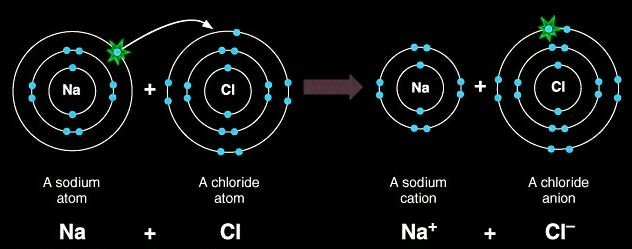 Na + Cl Na + Cl
A sodium atom A chloride atom A sodium cation A chloride anion
Na + Cl Na⁺ + Cl⁻